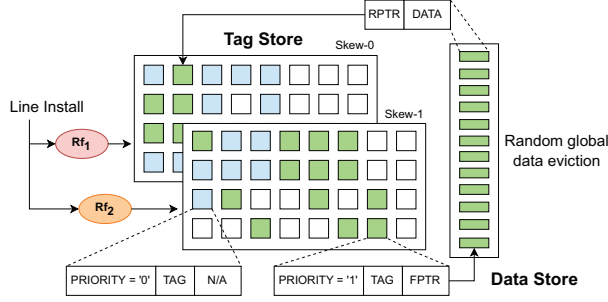 RPTR DATA
Tag Store
Skew-0
Line Install
Skew-1
Rf1
Random global
data eviction
Rf2
PRIORITY = '0' TAG N/A
PRIORITY = '1' TAG FPTR
Data Store